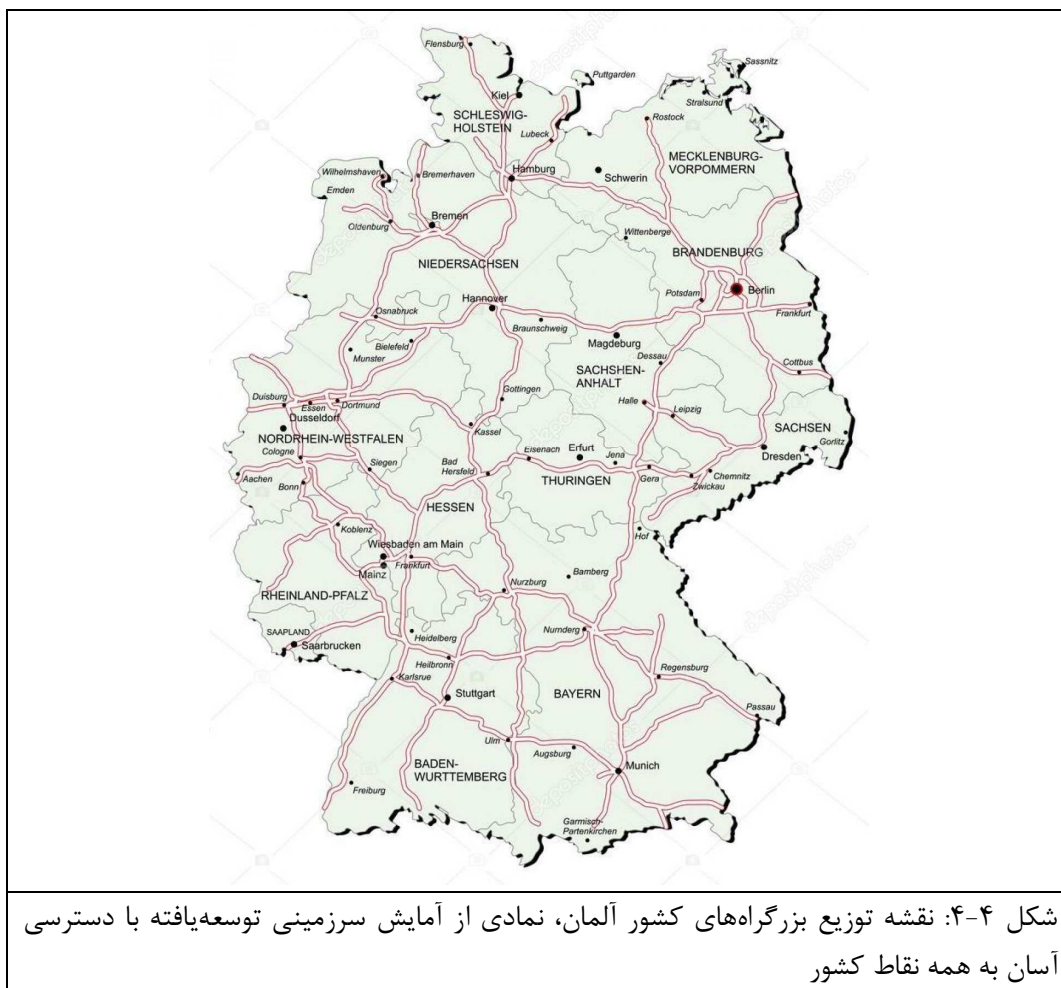 Flensburg
Sassnitz
Puttgarden
Kiel
Stralsund
SCHLESWIG-
HOLSTEIN
Rostock
Lubeck
MECKLENBURG-
VORPOMMERN
Wilhelmshaven
Bremerhaven
Hamburg
Schwerin
Emden
Oldenburg
Bremen
Wittenberge
BRANDENBURG
NIEDERSACHSEN
Potsdam
Berlin
Hannover
Osnabruck
Braunschweig
Frankfurt
Bielefeld
Magdeburg
Munster
Dessau
Cottbus
SACHSHEN-
ANHALT
Gottingen
Duisburg
Essen
Dortmund
Halle
Leipzig
Dusseldorf
SACHSEN
NORDRHEIN-WESTFALEN
Kassel
Gorlitz
Cologne
Eisenach
Erfurt
Jena
Dresden
Siegen
Bad
Hersfeld
Aachen
THURINGEN
Gera
Chemnitz
Zwickau
Bonn
HESSEN
Koblenz
Hof
Wiesbaden am Main
Frankfurt
Mainz
Bamberg
Nurzburg
RHEINLAND-PFALZ
SAAPLAND
Saarbrucken
Heidelberg
Nurnderg
Heilbronn
Regensburg
Karlsrue
Stuttgart
BAYERN
Passau
Ulm
Augsburg
BADEN-
WURTTEMBERG
Munich
Freiburg
Garmisch-
Partenkirchen
depositphotos
شکل ۴-۴: نقشه توزیع بزرگراه‌های کشور آلمان، نمادی از آمایش سرزمینی توسعه‌یافته با دسترسی
آسان به همه نقاط کشور